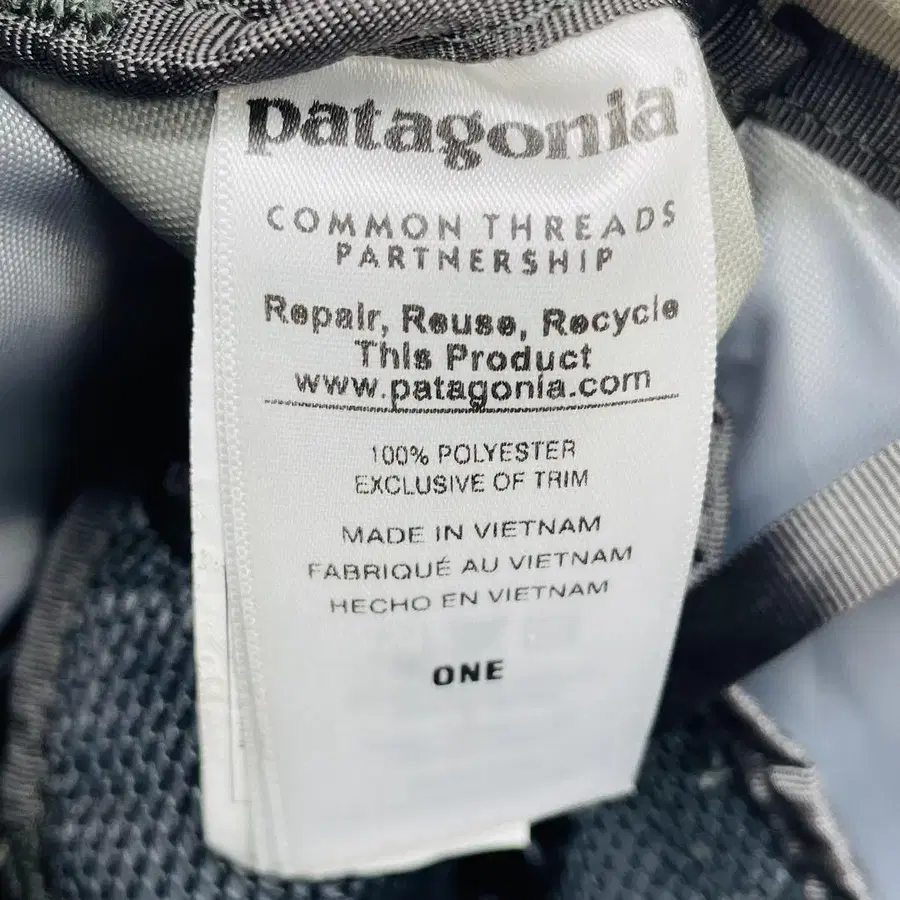 patagonia®
COMMON THREADS
PARTNERSHIP
Repair, Reuse, Recycle
This Product
www.patagonia.com
100% POLYESTER
EXCLUSIVE OF TRIM
MADE IN VIETNAM
FABRIQUÉ AU VIETNAM
HECHO EN VIETNAM
ONE